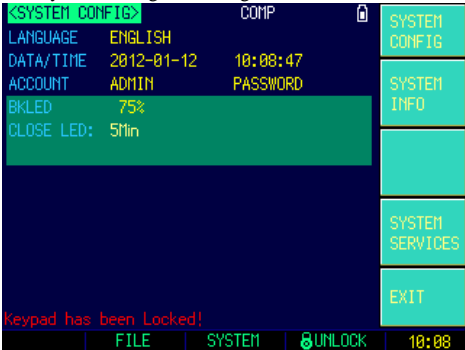 <SYSTEM CONFIG> COMP
LANGUAGE ENGLISH
DATA/TIME 2012-01-12 10:08:47
ACCOUNT ADMIN PASSWORD
BKLED 75%
CLOSE LED: 5Min
Keypad has been Locked!
SYSTEM
CONFIG
SYSTEM
INFO
SYSTEM
SERVICES
EXIT
FILE SYSTEM UNLOCK 10:08